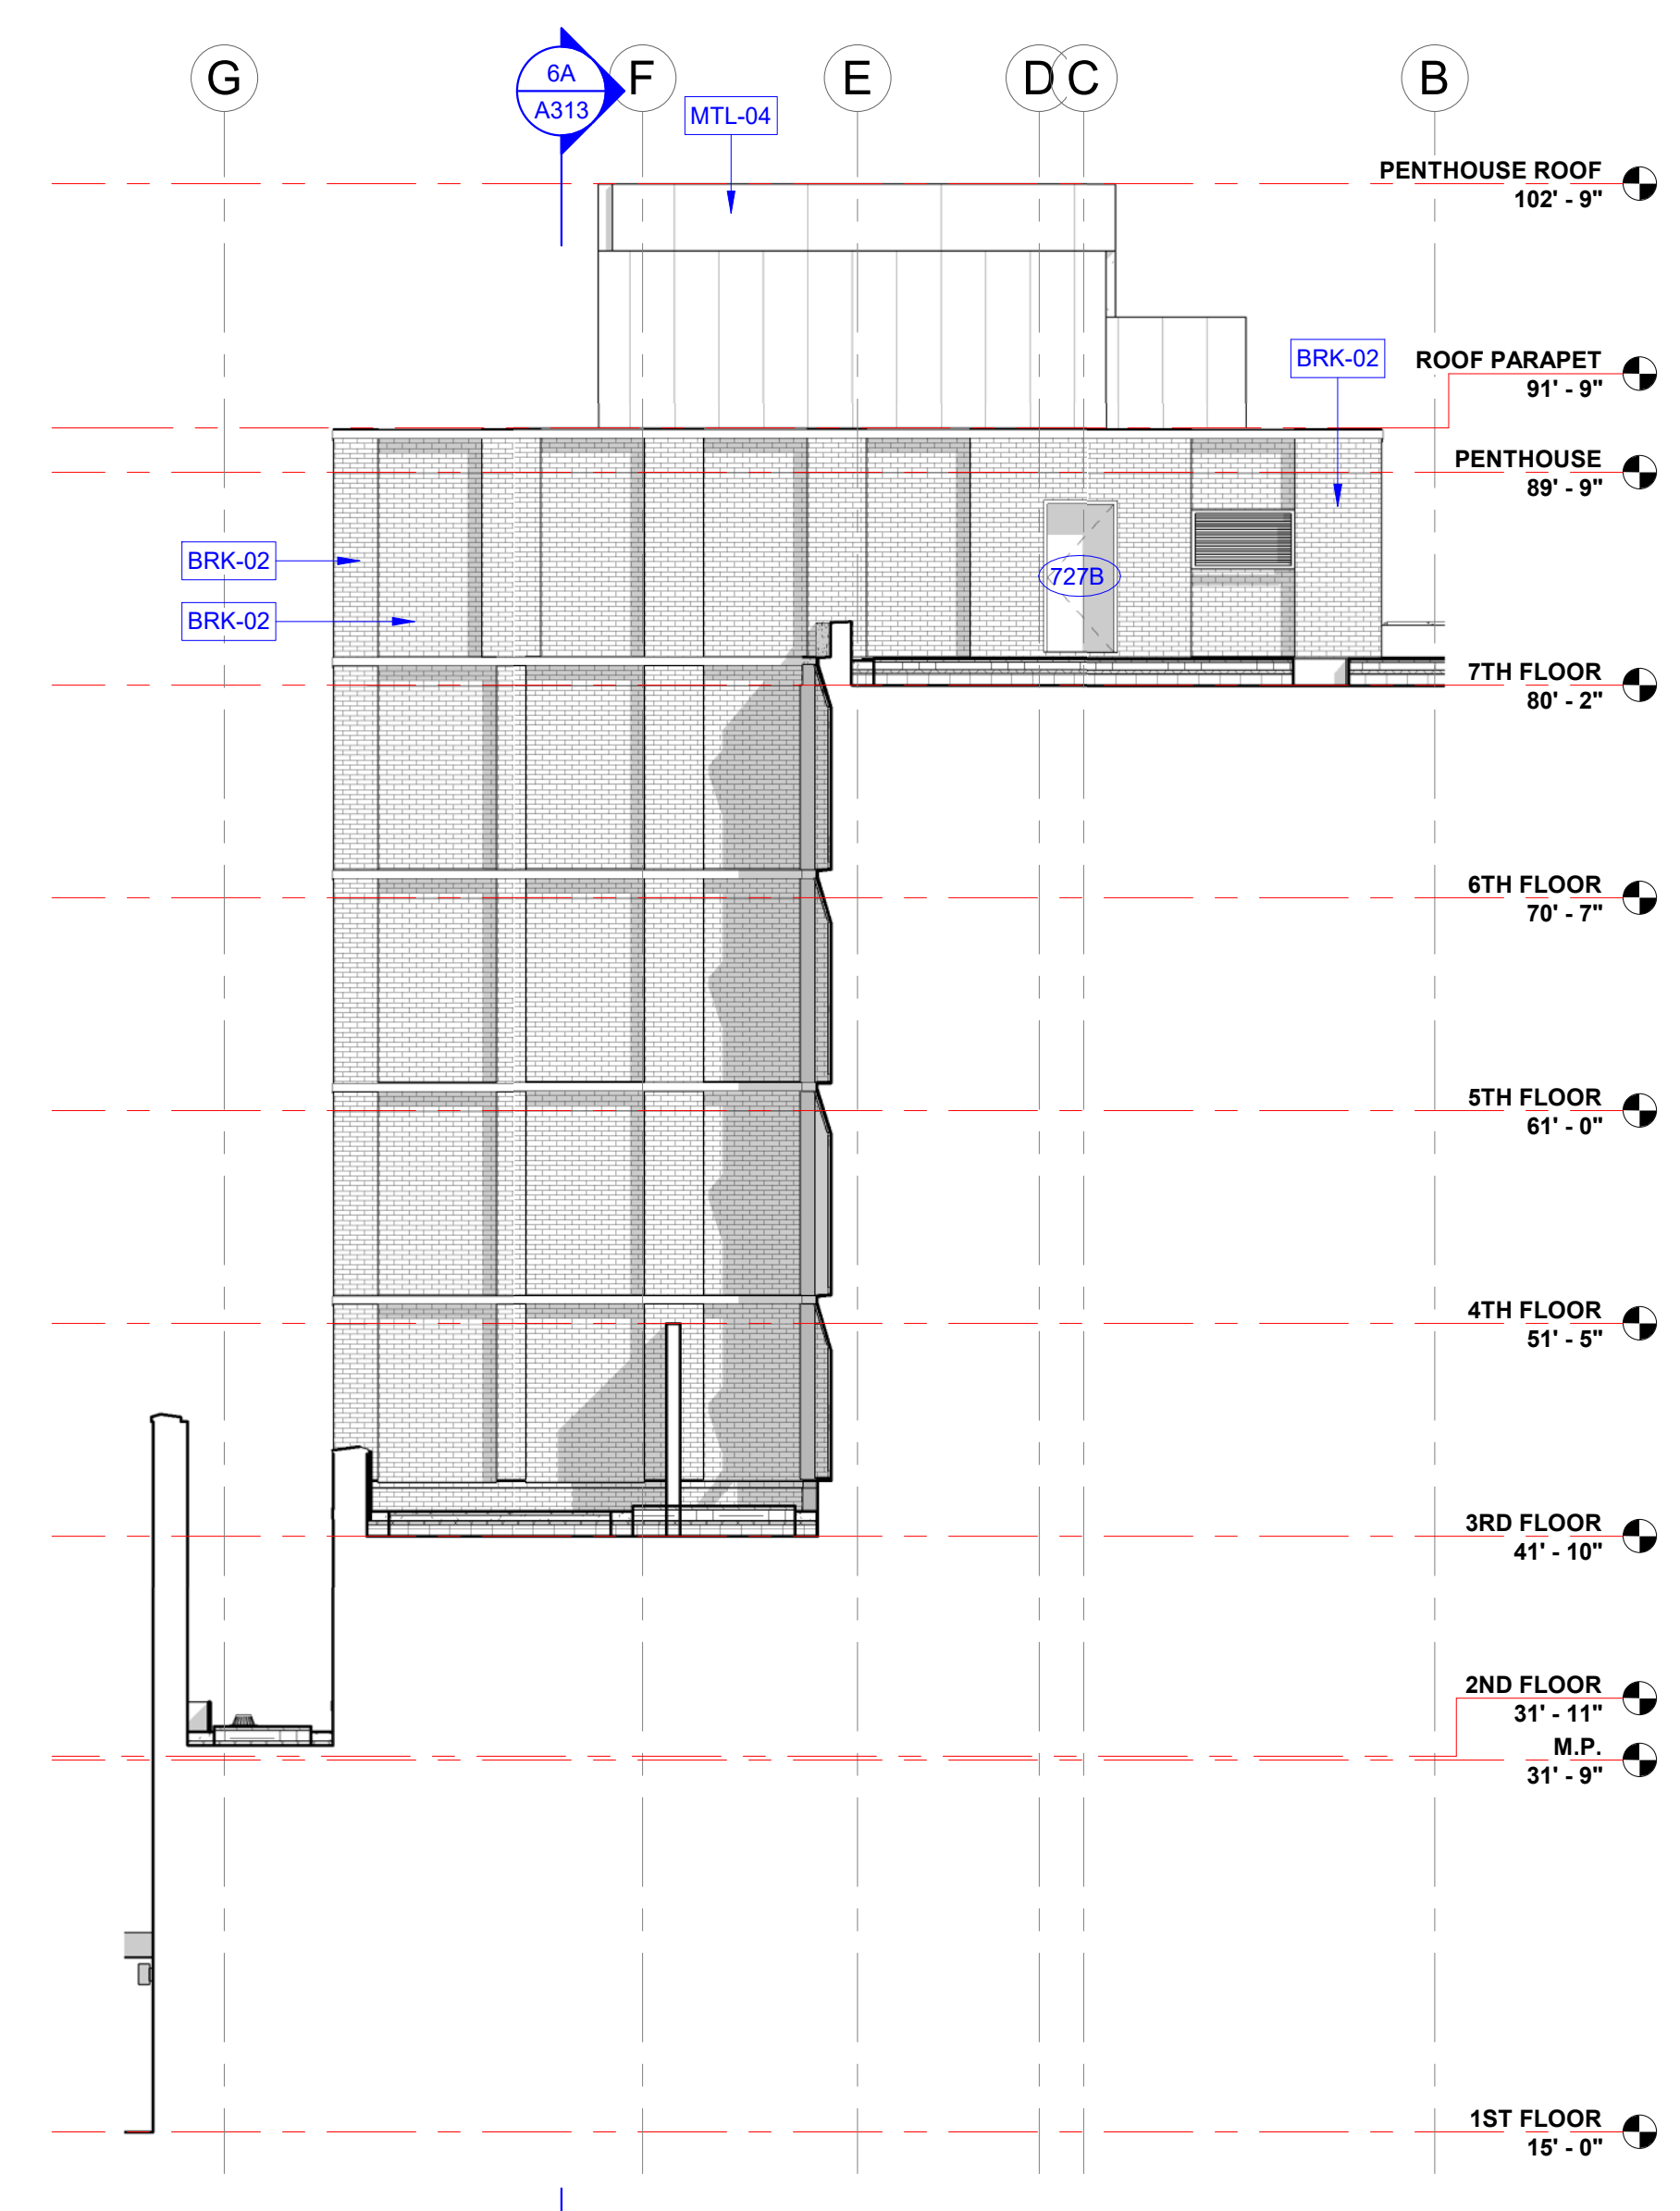 G
6A
A313
F
E
D
C
B
MTL-04
PENTHOUSE ROOF
102' - 9"
BRK-02
ROOF PARAPET
91' - 9"
PENTHOUSE
89' - 9"
BRK-02
727B
BRK-02
7TH FLOOR
80' - 2"
6TH FLOOR
70' - 7"
5TH FLOOR
61' - 0"
4TH FLOOR
51' - 5"
3RD FLOOR
41' - 10"
2ND FLOOR
31' - 11"
M.P.
31' - 9"
1ST FLOOR
15' - 0"